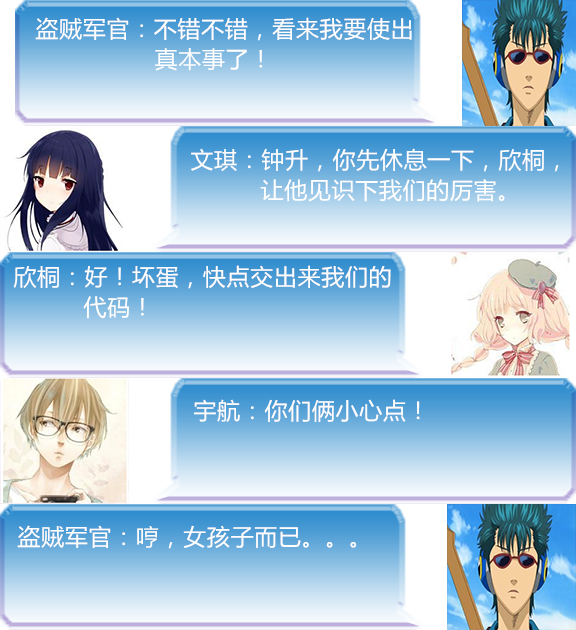 盗贼军官：不错不错，看来我要使出
真本事了！
文琪：钟升，你先休息一下，欣桐，
让他见识下我们的厉害。
欣桐：好！坏蛋，快点交出来我们的
代码！
宇航：你们俩小心点！
盗贼军官：哼，女孩子而已。。。